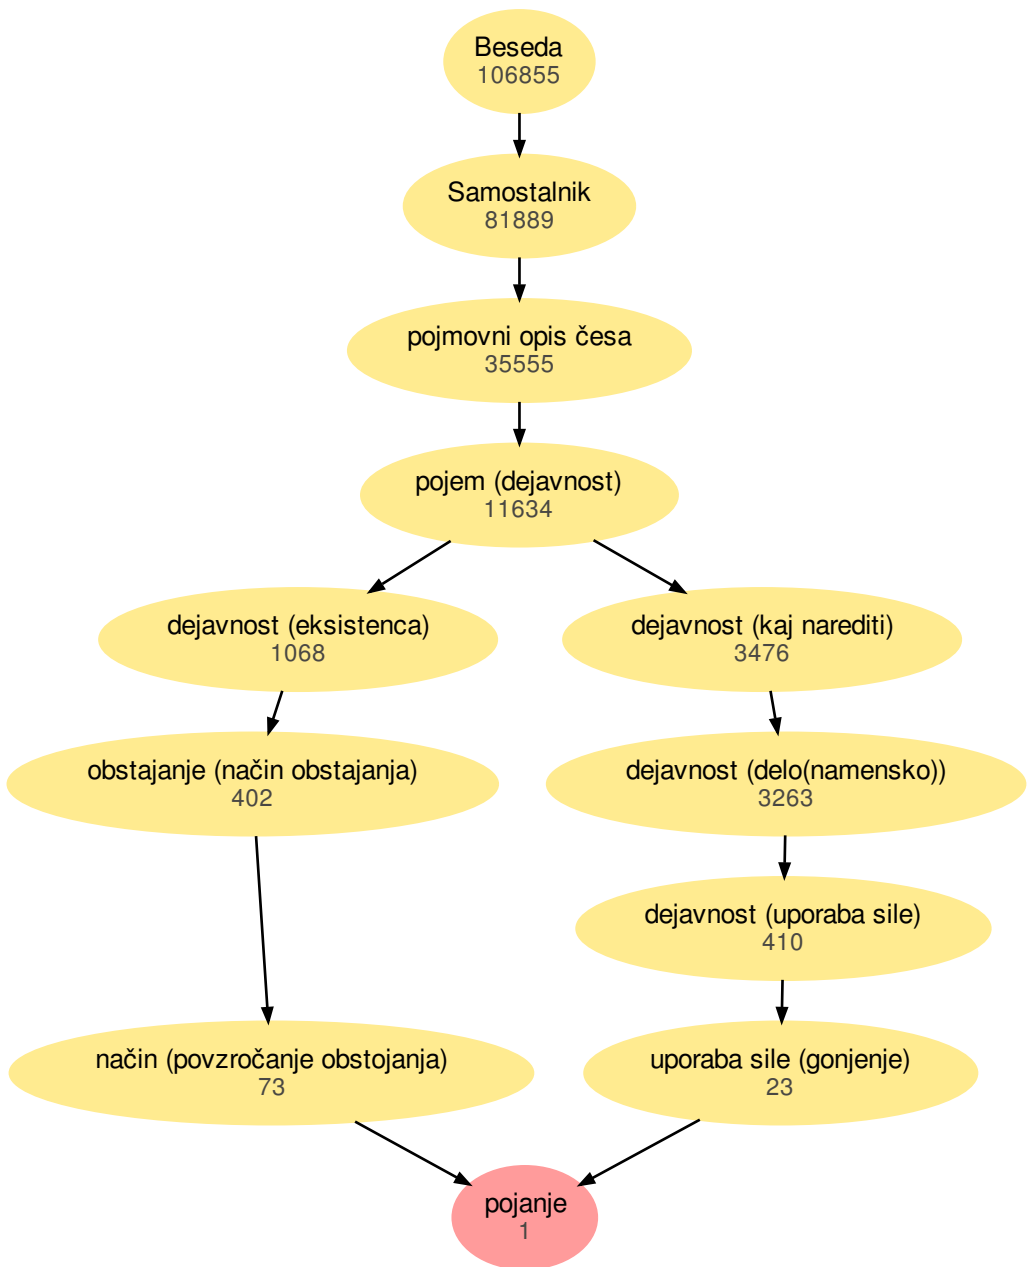 Beseda
106855
Samostalnik
81889
pojmovni opis česa
35555
pojem (dejavnost)
11634
dejavnost (eksistenca)
1068
dejavnost (kaj narediti)
3476
obstajanje (način obstajanja)
402
dejavnost (delo(namensko))
3263
dejavnost (uporaba sile)
410
način (povzročanje obstojanja)
73
uporaba sile (gonjenje)
23
pojanje
1